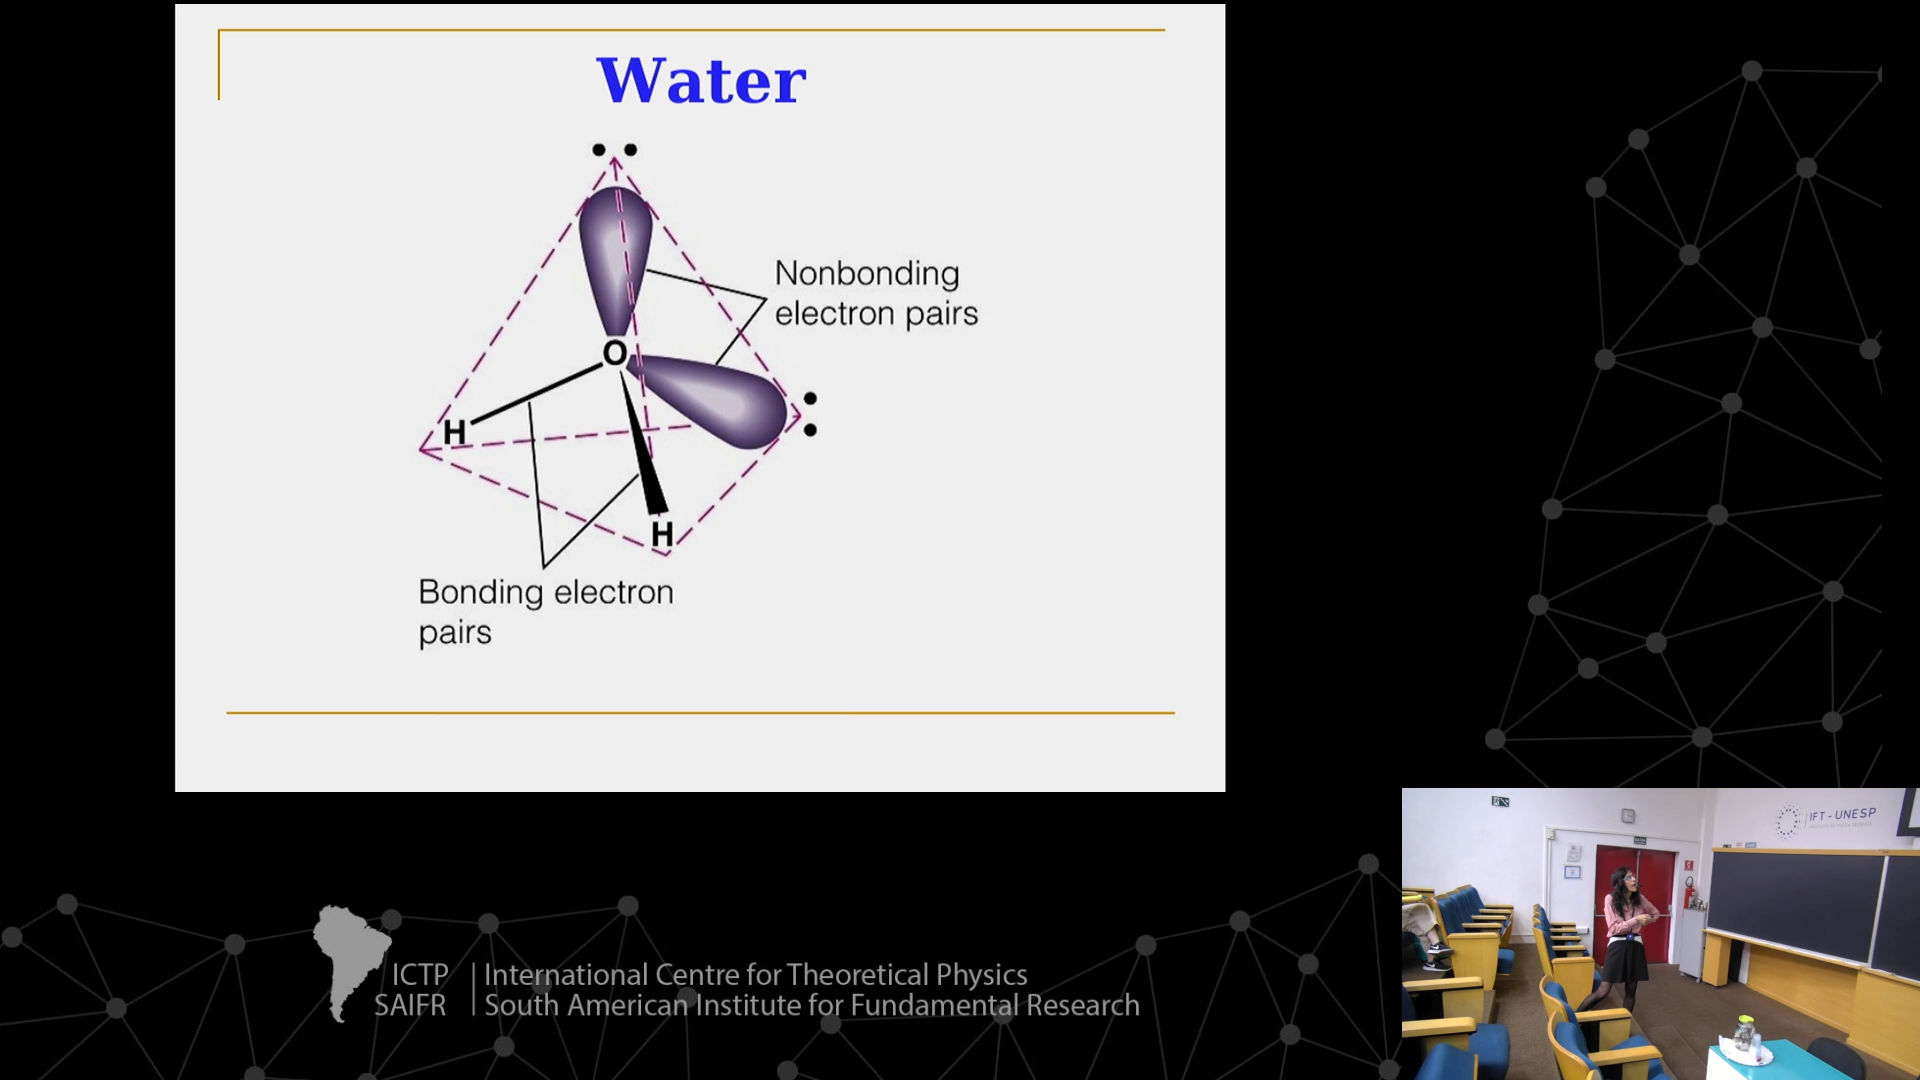 Water
Nonbonding
electron pairs
O
H
H
Bonding electron
pairs
IFT - UNESP
ICTP | International Centre for Theoretical Physics
SAIFR | South American Institute for Fundamental Research